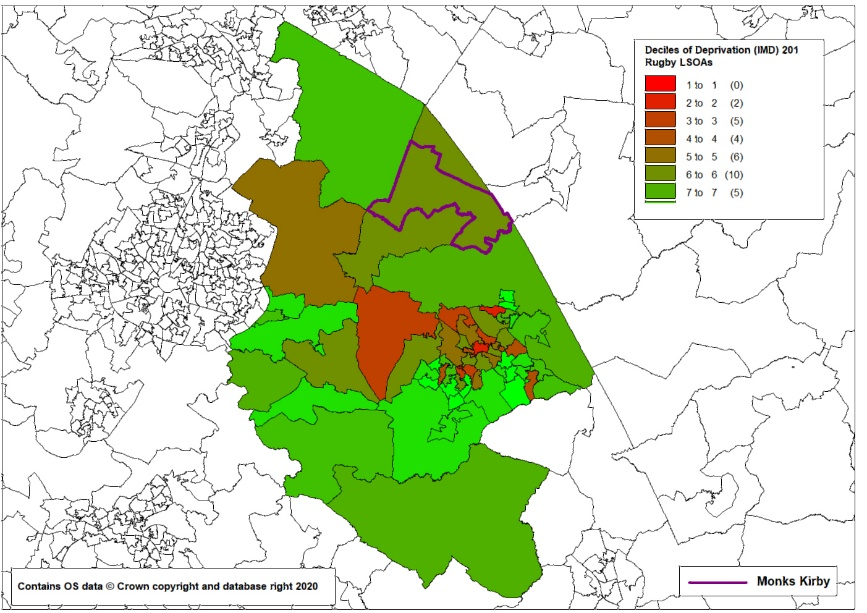 Deciles of Deprivation (IMD) 201
Rugby LSOAs
1 to 1 (0)
2 to 2 (2)
3 to 3 (5)
4 to 4 (4)
5 to 5 (6)
6 to 6 (10)
7 to 7 (5)
Contains OS data © Crown copyright and database right 2020
Monks Kirby